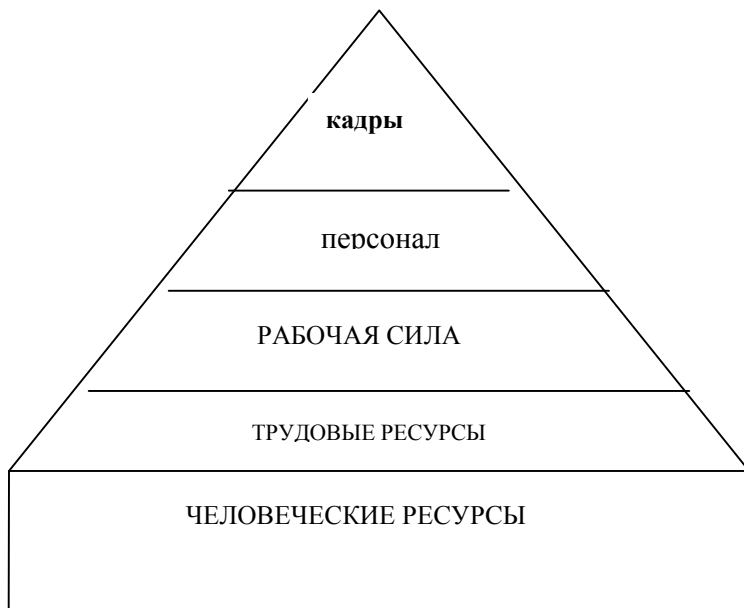 кадры
персонал
РАБОЧАЯ СИЛА
ТРУДОВЫЕ РЕСУРСЫ
ЧЕЛОВЕЧЕСКИЕ РЕСУРСЫ